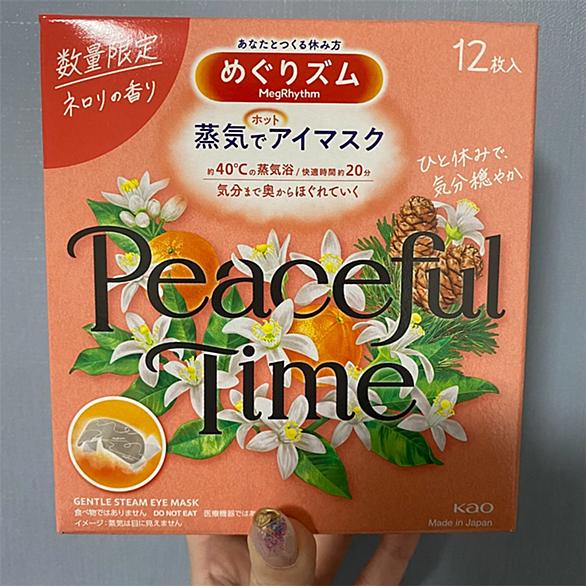 数量限定
ネロリの香り
あなたとつくる休み方
めぐりズム
MegRhythm
12枚入
ホット
蒸気でアイマスク
約40℃の蒸気浴/快適時間約20分
気分まで奥からほぐれていく
ひと休みで、
気分穏やか
Peaceful
Time
GENTLE STEAM EYE MASK
食べ物ではありません DO NOT EAT 医療機器ではあ
イメージ:蒸気は目に見えません
Kao
Made in Japan